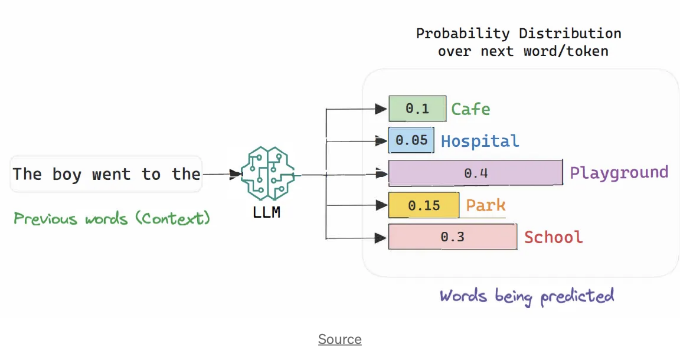 Probability Distribution
over next word/token
0.1 Cafe
0.05 Hospital
The boy went to the
0.4 Playground
LLM
Previous words (Context)
0.15 Park
0.3 School
Words being predicted
Source